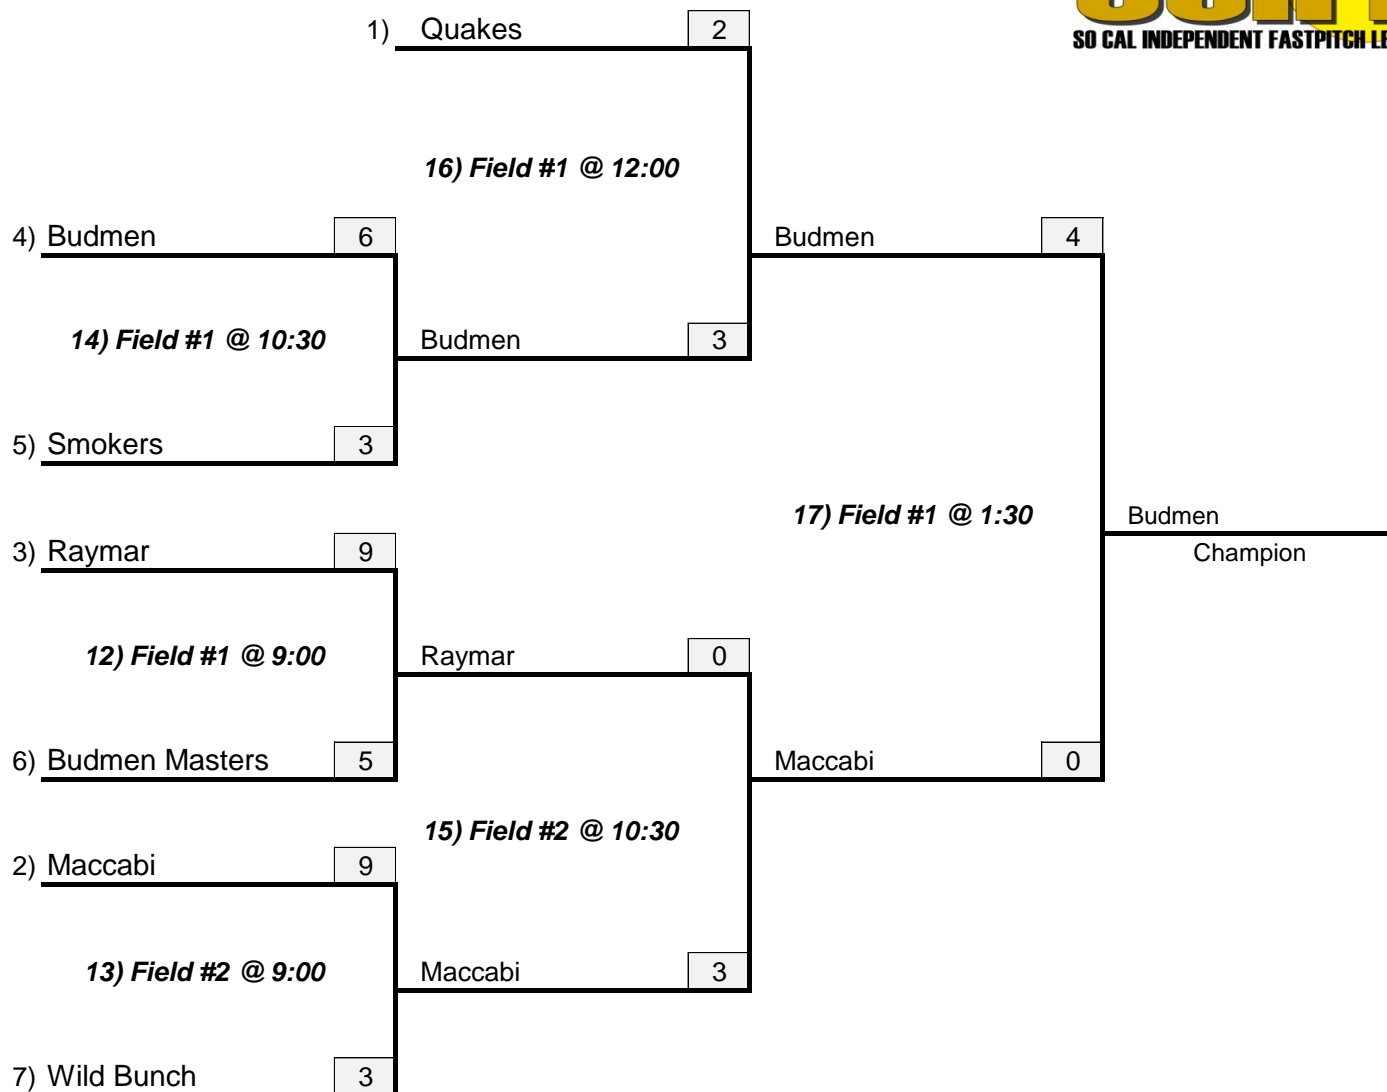 SO CAL INDEPENDENT FASTPITCH
1) Quakes 2
16) Field #1 @ 12:00
4) Budmen 6
Budmen 4
14) Field #1 @ 10:30
Budmen 3
5) Smokers 3
17) Field #1 @ 1:30
Budmen
3) Raymar 9
Champion
12) Field #1 @ 9:00
Raymar 0
6) Budmen Masters 5
Maccabi 0
15) Field #2 @ 10:30
2) Maccabi 9
13) Field #2 @ 9:00
Maccabi 3
7) Wild Bunch 3